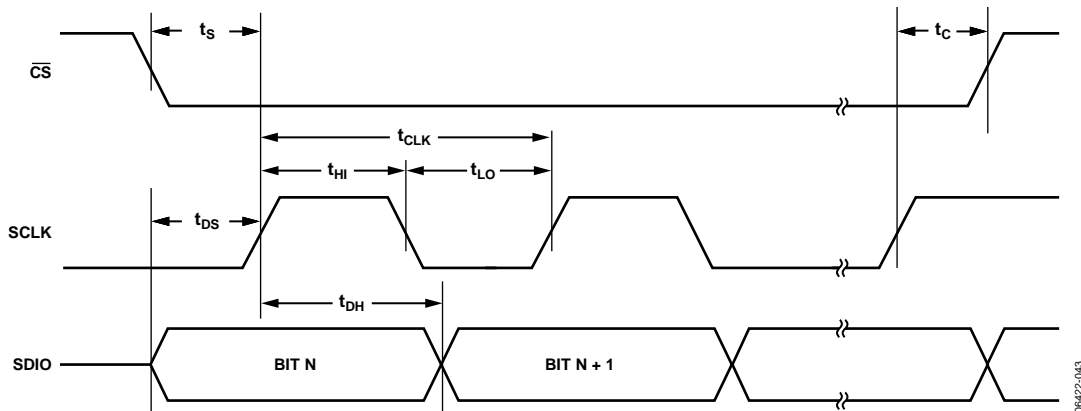 tS
tC
CS
tCLK
tHI
tLO
tDS
SCLK
tDH
SDIO
BIT N
BIT N + 1
06422-043